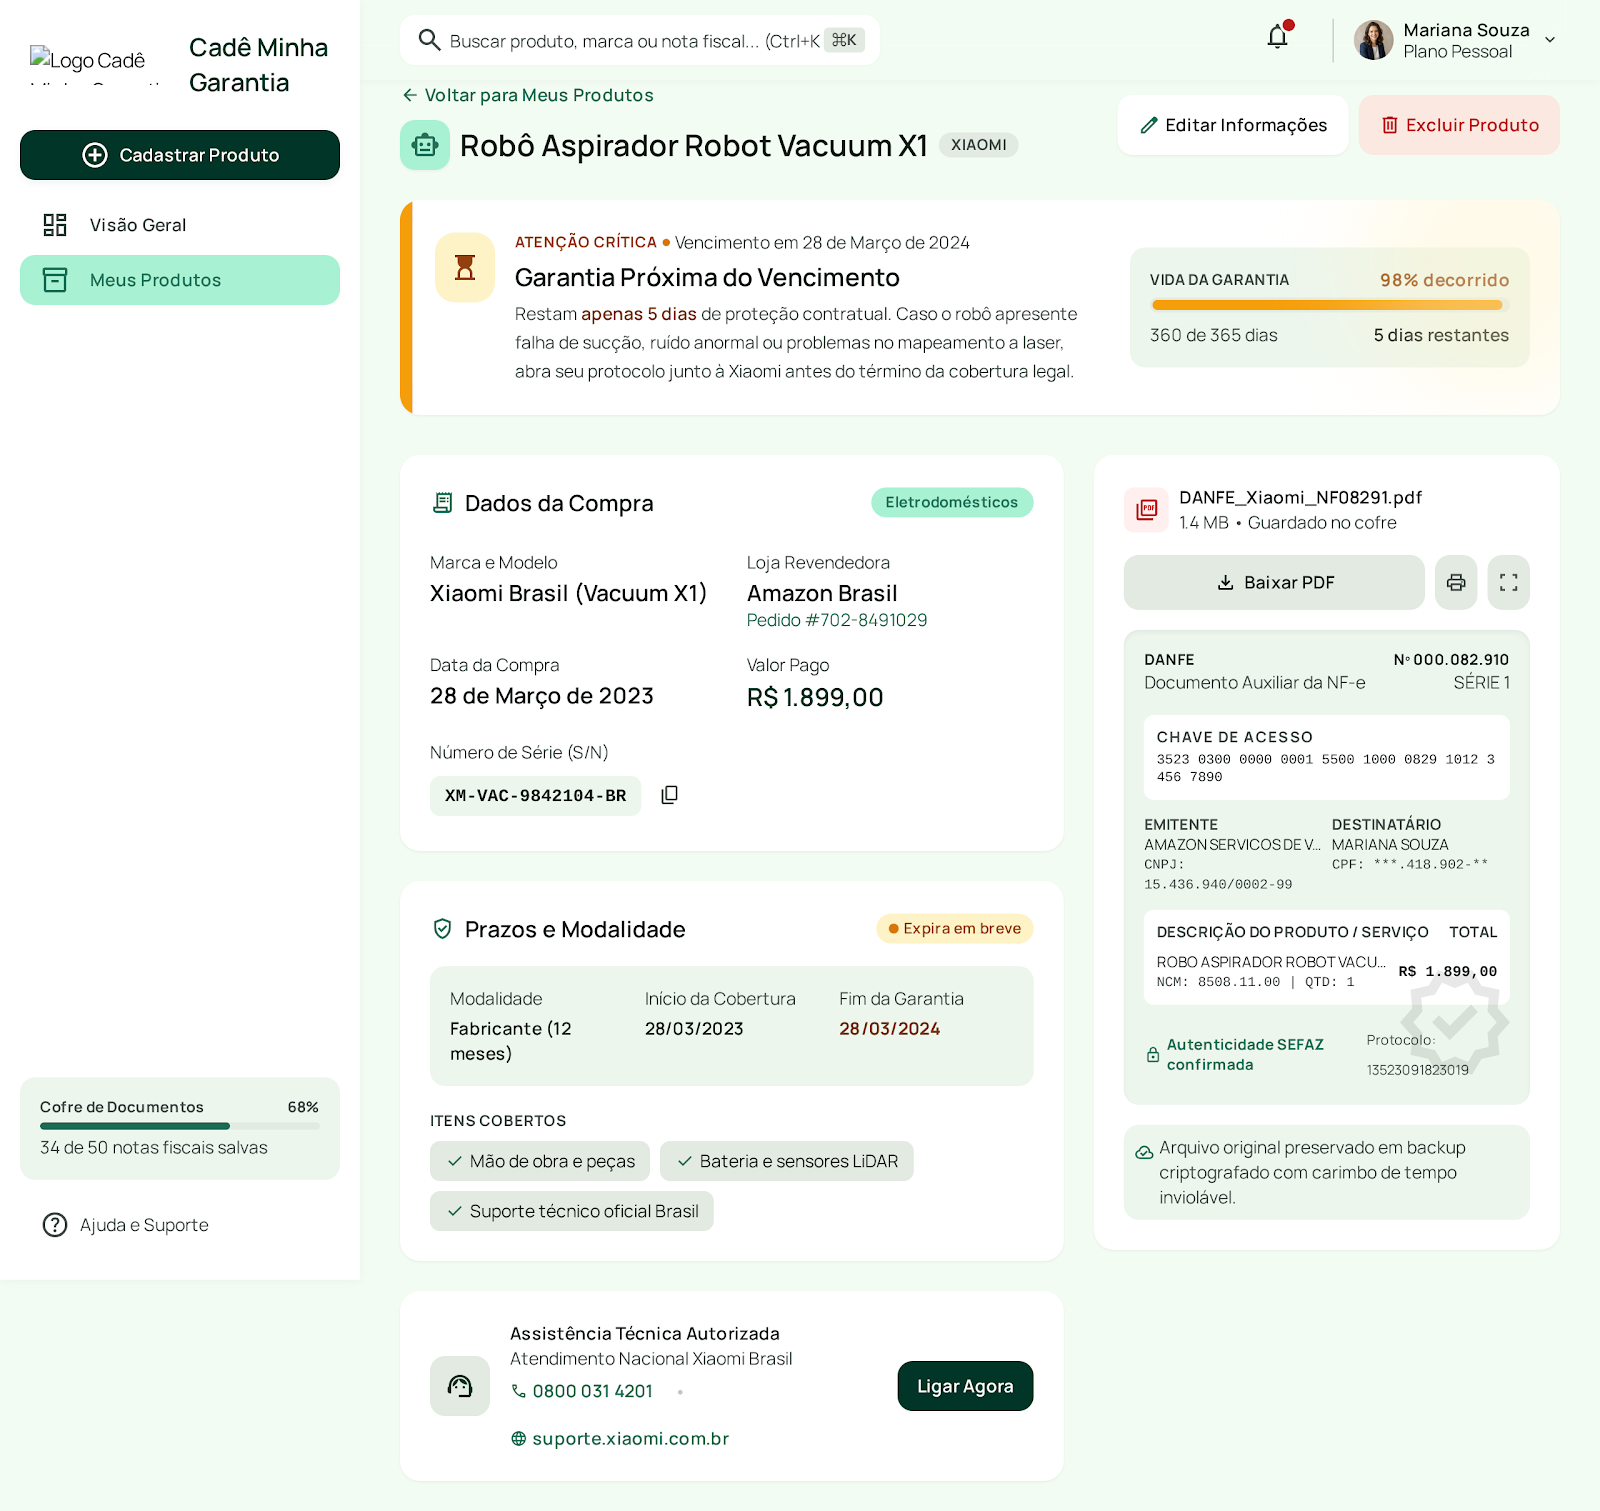 Logo Cadê
Cadê Minha
Garantia
Cadastrar Produto
Visão Geral
Meus Produtos
Cofre de Documentos 68%
34 de 50 notas fiscais salvas
Ajuda e Suporte
Buscar produto, marca ou nota fiscal... (Ctrl+K ⌘K
Mariana Souza
Plano Pessoal
Voltar para Meus Produtos
Robô Aspirador Robot Vacuum X1 XIAOMI
Editar Informações
Excluir Produto
ATENÇÃO CRÍTICA • Vencimento em 28 de Março de 2024
Garantia Próxima do Vencimento
Restam apenas 5 dias de proteção contratual. Caso o robô apresente
falha de sucção, ruído anormal ou problemas no mapeamento a laser,
abra seu protocolo junto à Xiaomi antes do término da cobertura legal.
VIDA DA GARANTIA 98% decorrido
360 de 365 dias 5 dias restantes
Dados da Compra
Eletrodomésticos
Marca e Modelo
Xiaomi Brasil (Vacuum X1)
Loja Revendedora
Amazon Brasil
Pedido #702-8491029
Data da Compra
28 de Março de 2023
Valor Pago
R$ 1.899,00
Número de Série (S/N)
XM-VAC-9842104-BR
Prazos e Modalidade
Expira em breve
Modalidade
Fabricante (12
meses)
Início da Cobertura
28/03/2023
Fim da Garantia
28/03/2024
ITENS COBERTOS
Mão de obra e peças
Bateria e sensores LiDAR
Suporte técnico oficial Brasil
Assistência Técnica Autorizada
Atendimento Nacional Xiaomi Brasil
0800 031 4201 •
suporte.xiaomi.com.br
Ligar Agora
PDF
DANFE_Xiaomi_NF08291.pdf
1.4 MB • Guardado no cofre
Baixar PDF
DANFE Nº 000.082.910
Documento Auxiliar da NF-e SÉRIE 1
CHAVE DE ACESSO
3523 0300 0000 0001 5500 1000 0829 1012 3
456 7890
EMITENTE
AMAZON SERVICOS DE V...
CNPJ:
15.436.940/0002-99
DESTINATÁRIO
MARIANA SOUZA
CPF: ***.418.902-**
DESCRIÇÃO DO PRODUTO / SERVIÇO TOTAL
ROBO ASPIRADOR ROBOT VACU... R$ 1.899,00
NCM: 8508.11.00 | QTD: 1
Autenticidade SEFAZ
confirmada
Protocolo:
13523091823019
Arquivo original preservado em backup
criptografado com carimbo de tempo
inviolável.